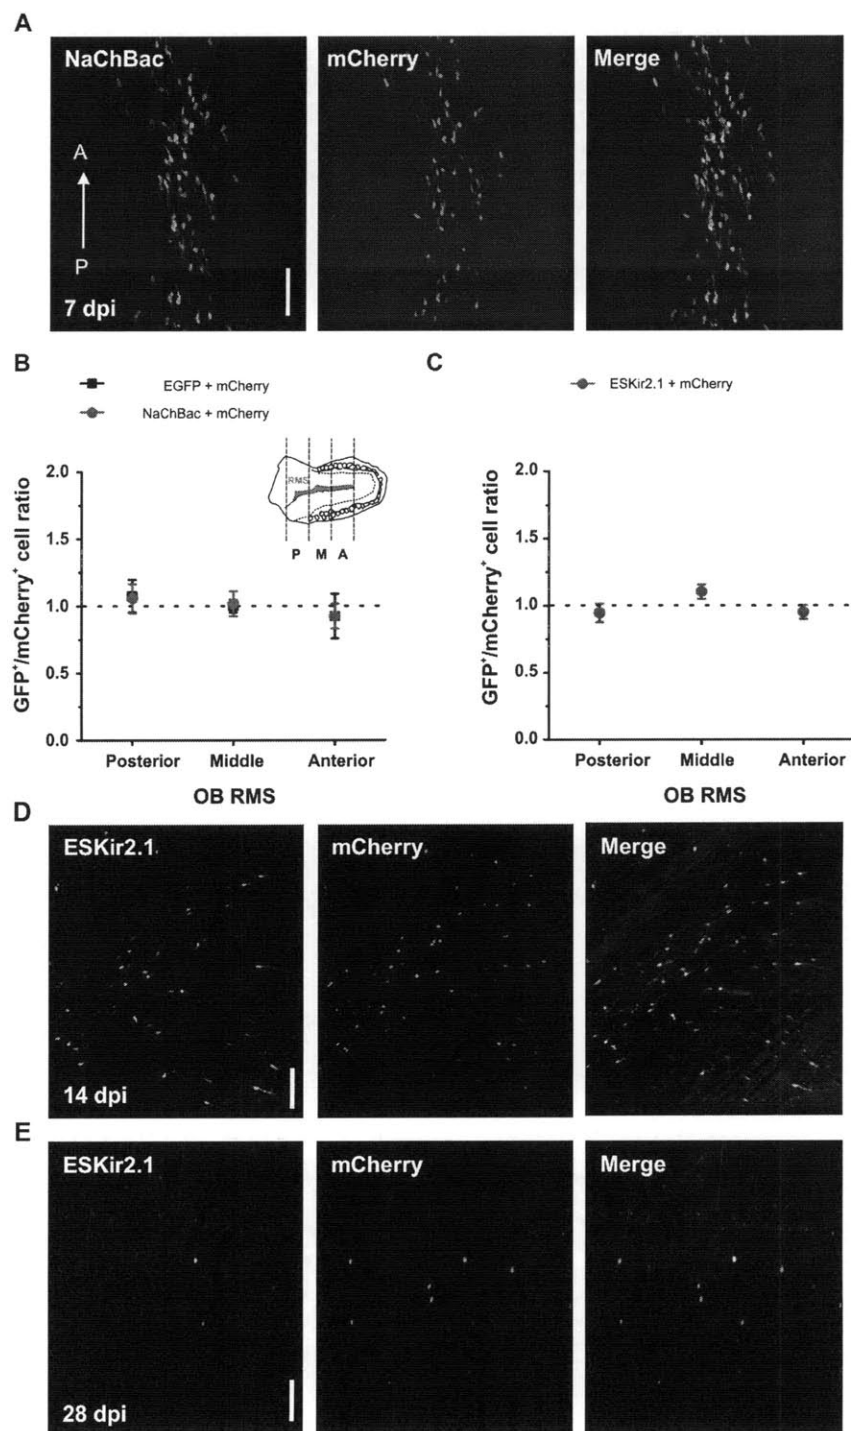 A
NaChBac
mCherry
Merge
A
P
7 dpi
B
EGFP + mCherry
NaChBac + mCherry
GFP⁺/mCherry⁺ cell ratio
2.0
1.5
1.0
0.5
0.0
RMS
P M A
Posterior Middle Anterior
OB RMS
C
ESKir2.1 + mCherry
GFP⁺/mCherry⁺ cell ratio
2.0
1.5
1.0
0.5
0.0
Posterior Middle Anterior
OB RMS
D
ESKir2.1
mCherry
Merge
14 dpi
E
ESKir2.1
mCherry
Merge
28 dpi